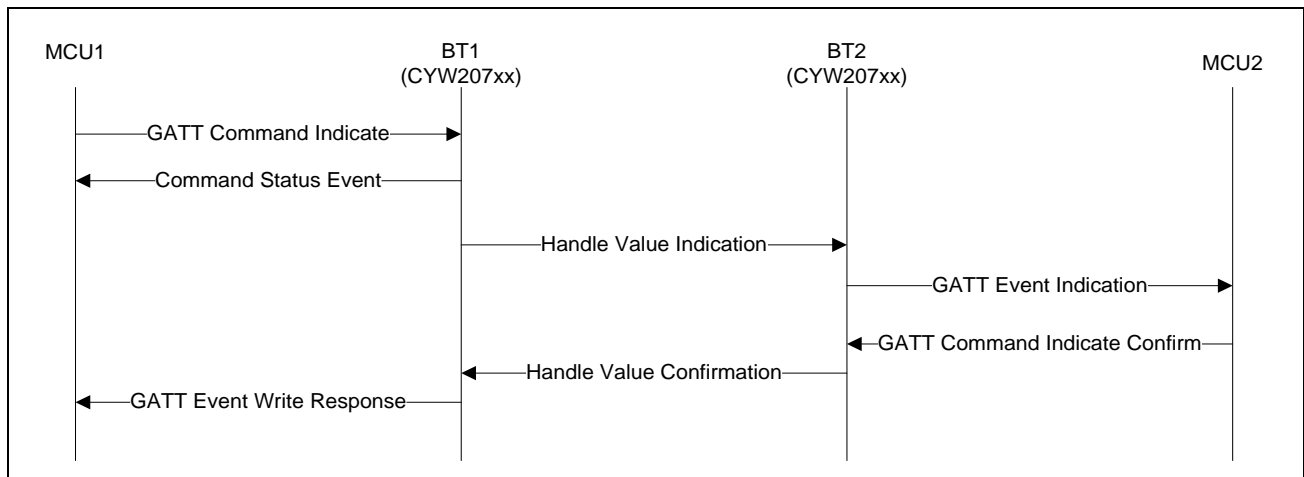 MCU1
BT1
(CYW207xx)
BT2
(CYW207xx)
MCU2
GATT Command Indicate
Command Status Event
Handle Value Indication
GATT Event Indication
GATT Command Indicate Confirm
Handle Value Confirmation
GATT Event Write Response